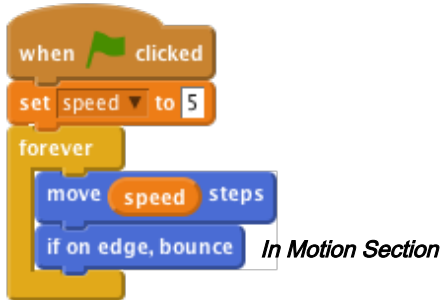 when clicked
set speed to 5
forever
move speed steps
if on edge, bounce In Motion Section